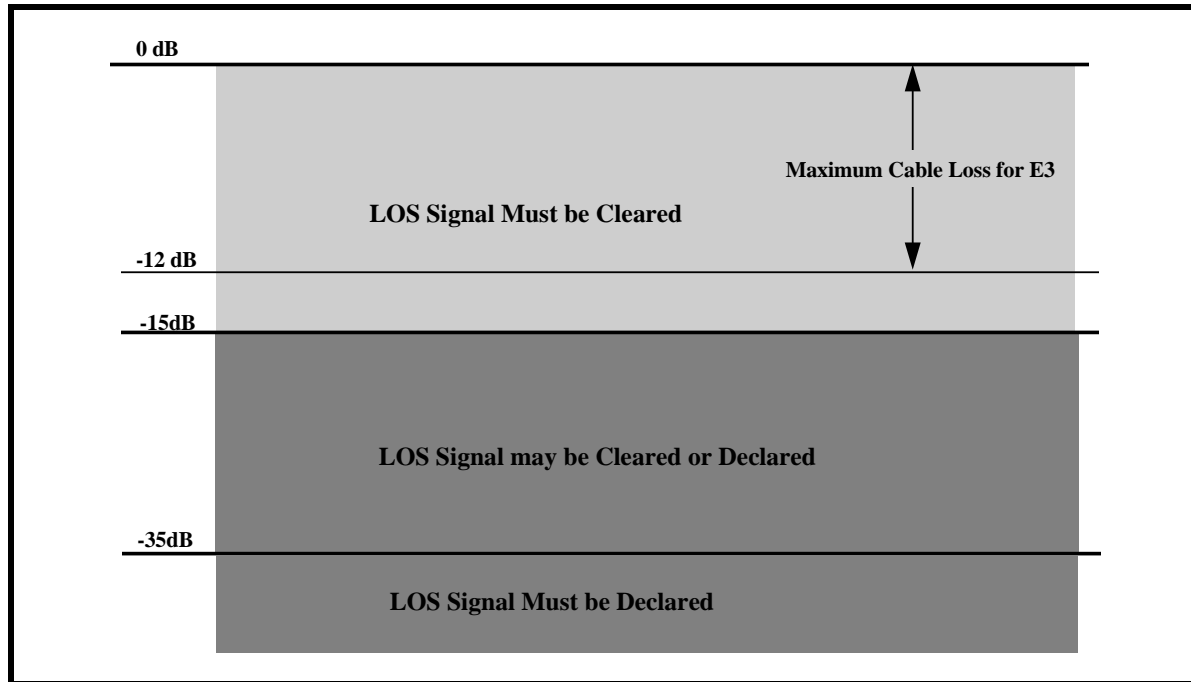 0 dB
Maximum Cable Loss for E3
LOS Signal Must be Cleared
-12 dB
-15dB
LOS Signal may be Cleared or Declared
-35dB
LOS Signal Must be Declared